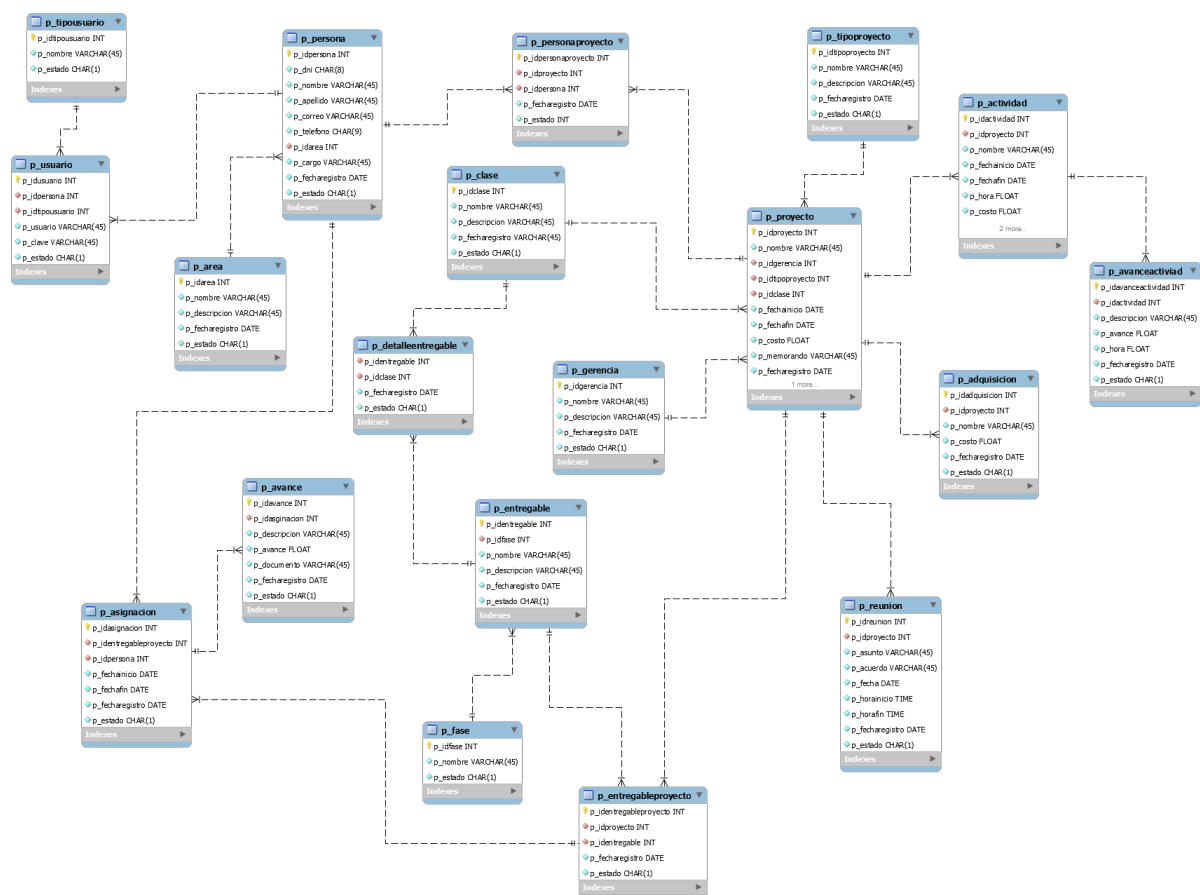 p_tipousuario
p_idtipousuario INT
p_nombre VARCHAR(45)
p_estado CHAR(1)
Indexes
p_persona
p_idpersona INT
p_dni CHAR(8)
p_nombre VARCHAR(45)
p_apellido VARCHAR(45)
p_correo VARCHAR(45)
p_telefono CHAR(9)
p_idarea INT
p_cargo VARCHAR(45)
p_fecharegistro DATE
p_estado CHAR(1)
Indexes
p_personaproyecto
p_idpersonaproyecto INT
p_idproyecto INT
p_idpersona INT
p_fecharegistro DATE
p_estado INT
Indexes
p_tipoproyecto
p_idtipoproyecto INT
p_nombre VARCHAR(45)
p_descripcion VARCHAR(45)
p_fecharegistro DATE
p_estado CHAR(1)
Indexes
p_actividad
p_idactividad INT
p_idproyecto INT
p_nombre VARCHAR(45)
p_fechainicio DATE
p_fechafin DATE
p_hora FLOAT
p_costo FLOAT
2 more...
Indexes
p_usuario
p_idusuario INT
p_idpersona INT
p_idtipousuario INT
p_usuario VARCHAR(45)
p_clave VARCHAR(45)
p_estado CHAR(1)
Indexes
p_clase
p_idclase INT
p_nombre VARCHAR(45)
p_descripcion VARCHAR(45)
p_fecharegistro VARCHAR(45)
p_estado CHAR(1)
Indexes
p_proyecto
p_idproyecto INT
p_nombre VARCHAR(45)
p_idgerencia INT
p_idtipoproyecto INT
p_idclase INT
p_fechainicio DATE
p_fechafin DATE
p_costo FLOAT
p_memorando VARCHAR(45)
p_fecharegistro DATE
1 more...
Indexes
p_area
p_idarea INT
p_nombre VARCHAR(45)
p_descripcion VARCHAR(45)
p_fecharegistro DATE
p_estado CHAR(1)
Indexes
p_avanceactiviad
p_idavanceactividad INT
p_idactividad INT
p_descripcion VARCHAR(45)
p_avance FLOAT
p_hora FLOAT
p_fecharegistro DATE
p_estado CHAR(1)
Indexes
p_detalleentregable
p_identregable INT
p_idclase INT
p_fecharegistro DATE
p_estado CHAR(1)
Indexes
p_gerencia
p_idgerencia INT
p_nombre VARCHAR(45)
p_descripcion VARCHAR(45)
p_fecharegistro DATE
p_estado CHAR(1)
Indexes
p_adquisicion
p_idadquisicion INT
p_idproyecto INT
p_nombre VARCHAR(45)
p_costo FLOAT
p_fecharegistro DATE
p_estado CHAR(1)
Indexes
p_avance
p_idavance INT
p_idasginacion INT
p_descripcion VARCHAR(45)
p_avance FLOAT
p_documento VARCHAR(45)
p_fecharegistro DATE
p_estado CHAR(1)
Indexes
p_entregable
p_identregable INT
p_idfase INT
p_nombre VARCHAR(45)
p_descripcion VARCHAR(45)
p_fecharegistro DATE
p_estado CHAR(1)
Indexes
p_asignacion
p_idasignacion INT
p_identregableproyecto INT
p_idpersona INT
p_fechainicio DATE
p_fechafin DATE
p_fecharegistro DATE
p_estado CHAR(1)
Indexes
p_reunion
p_idreunion INT
p_idproyecto INT
p_asunto VARCHAR(45)
p_acuerdo VARCHAR(45)
p_fecha DATE
p_horainicio TIME
p_horafin TIME
p_fecharegistro DATE
p_estado CHAR(1)
Indexes
p_fase
p_idfase INT
p_nombre VARCHAR(45)
p_estado CHAR(1)
Indexes
p_entregableproyecto
p_identregableproyecto INT
p_idproyecto INT
p_identregable INT
p_fecharegistro DATE
p_estado CHAR(1)
Indexes